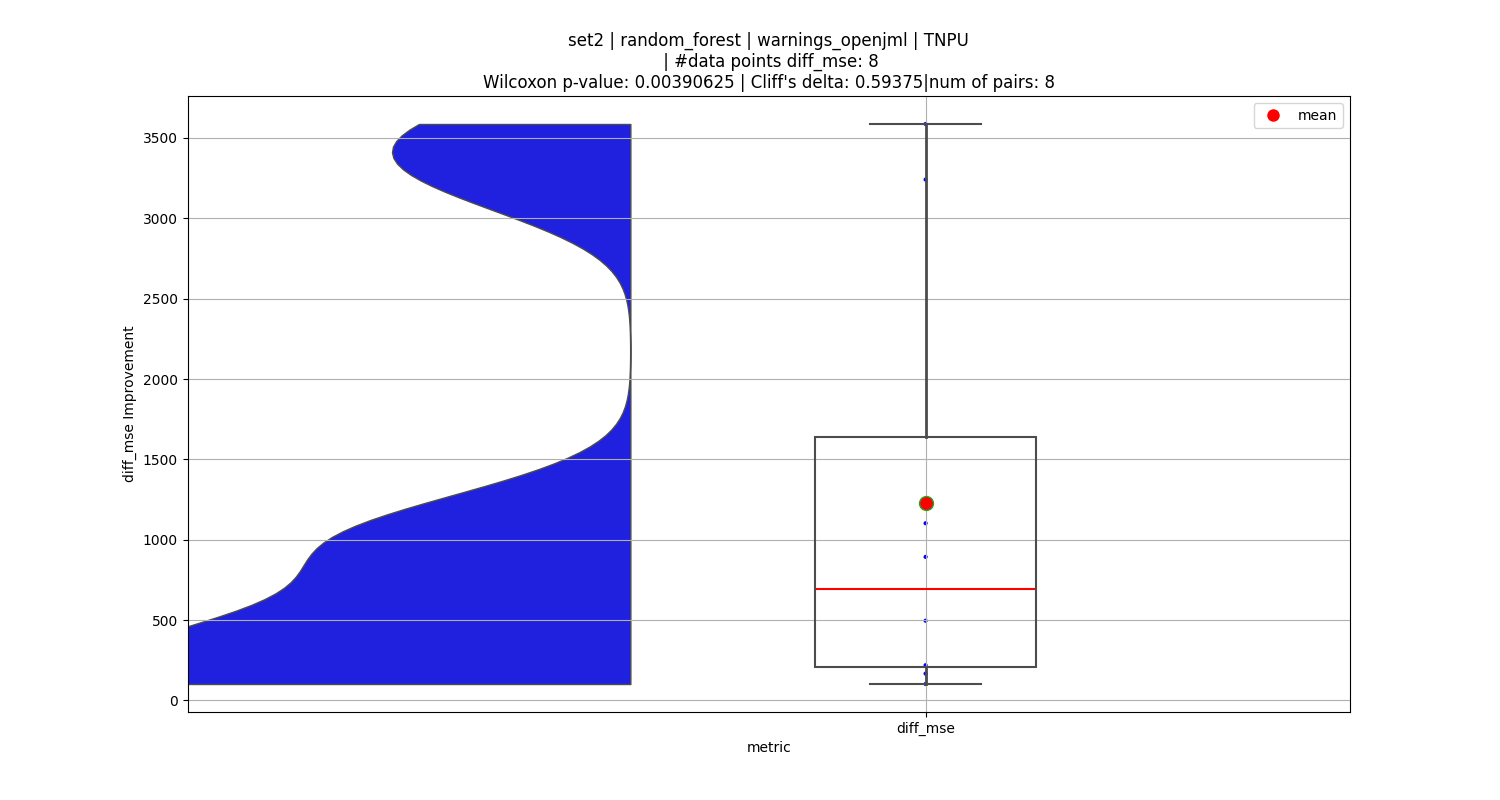 set2 | random_forest | warnings_openjml | TNPU
| #data points diff_mse: 8
Wilcoxon p-value: 0.00390625 | Cliff's delta: 0.59375|num of pairs: 8
mean
3500
3000
2500
2000
1500
1000
500
0
diff_mse Improvement
diff_mse
metric